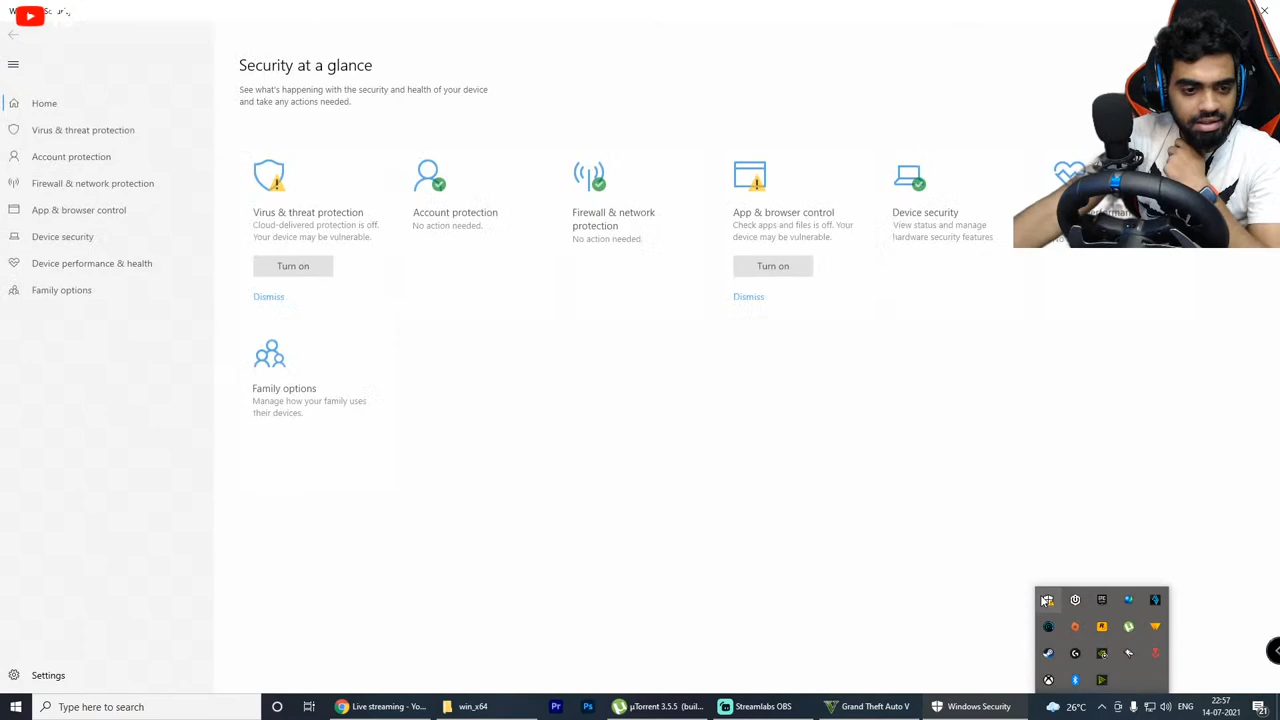 Home
Virus & threat protection
Account protection
Firewall & network protection
App & browser control
Device security
Device performance & health
Family options
Settings
Security at a glance
See what's happening with the security and health of your device
and take any actions needed.
Virus & threat protection
Cloud-delivered protection is off.
Your device may be vulnerable.
Turn on
Dismiss
Account protection
No action needed.
Firewall & network
protection
No action needed.
App & browser control
Check apps and files is off. Your
device may be vulnerable.
Turn on
Dismiss
Device security
View status and manage
hardware security features
Family options
Manage how your family uses
their devices.
Type here to search
Live streaming - Yo...
win_x64
Pr
Ps
µTorrent 3.5.5 (buil...
Streamlabs OBS
Grand Theft Auto V
Windows Security
26°C
ENG
22:57
14-07-2021
21